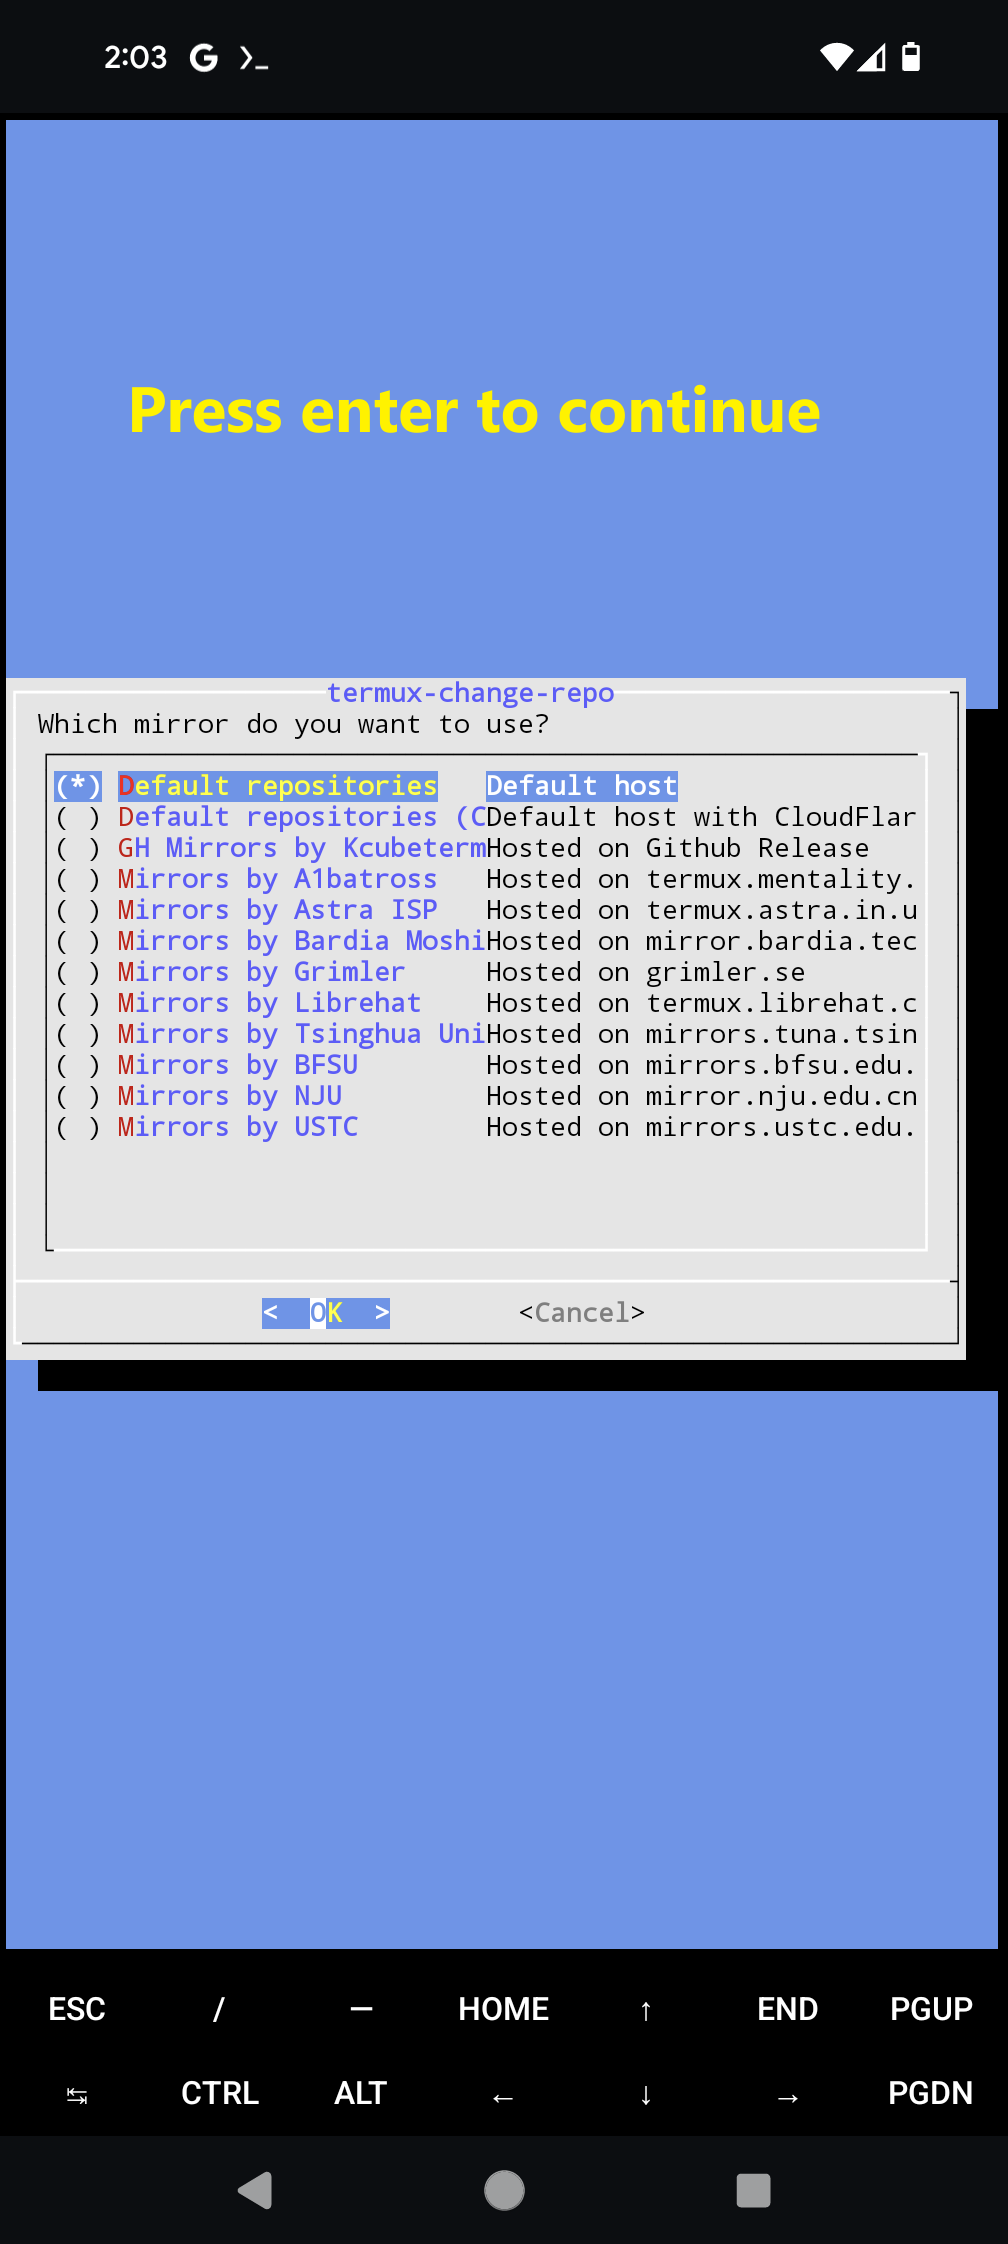 2:03
Press enter to continue
termux-change-repo
Which mirror do you want to use?
(*) Default repositories Default host
( ) Default repositories (CDefault host with CloudFlar
( ) GH Mirrors by KcubetermHosted on Github Release
( ) Mirrors by A1batross Hosted on termux.mentality.
( ) Mirrors by Astra ISP Hosted on termux.astra.in.u
( ) Mirrors by Bardia MoshiHosted on mirror.bardia.tec
( ) Mirrors by Grimler Hosted on grimler.se
( ) Mirrors by Librehat Hosted on termux.librehat.c
( ) Mirrors by Tsinghua UniHosted on mirrors.tuna.tsin
( ) Mirrors by BFSU Hosted on mirrors.bfsu.edu.
( ) Mirrors by NJU Hosted on mirror.nju.edu.cn
( ) Mirrors by USTC Hosted on mirrors.ustc.edu.
< OK > <Cancel>
ESC / — HOME ↑ END PGUP
↹ CTRL ALT ← ↓ → PGDN